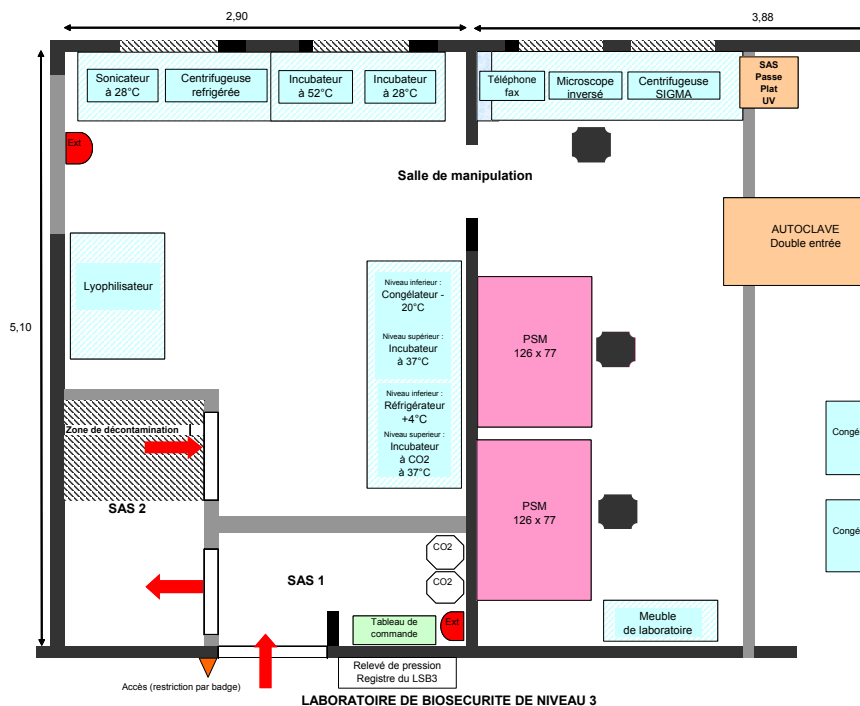 2,90
3,88
Sonicateur
à 28°C
Centrifugeuse
refrigérée
Incubateur
à 52°C
Incubateur
à 28°C
Téléphone
fax
Microscope
inversé
Centrifugeuse
SIGMA
SAS
Passe
Plat
UV
Ext
Salle de manipulation
AUTOCLAVE
Double entrée
Lyophilisateur
5,10
Niveau inferieur :
Congélateur -
20°C
Niveau supérieur :
Incubateur
à 37°C
Niveau inferieur :
Réfrigérateur
+4°C
Niveau superieur :
Incubateur
à CO2
à 37°C
PSM
126 x 77
PSM
126 x 77
Zone de décontamination
SAS 2
Congé
Congé
SAS 1
CO2
CO2
Tableau de
commande
Ext
Meuble
de laboratoire
Relevé de pression
Registre du LSB3
Accès (restriction par badge)
LABORATOIRE DE BIOSECURITE DE NIVEAU 3